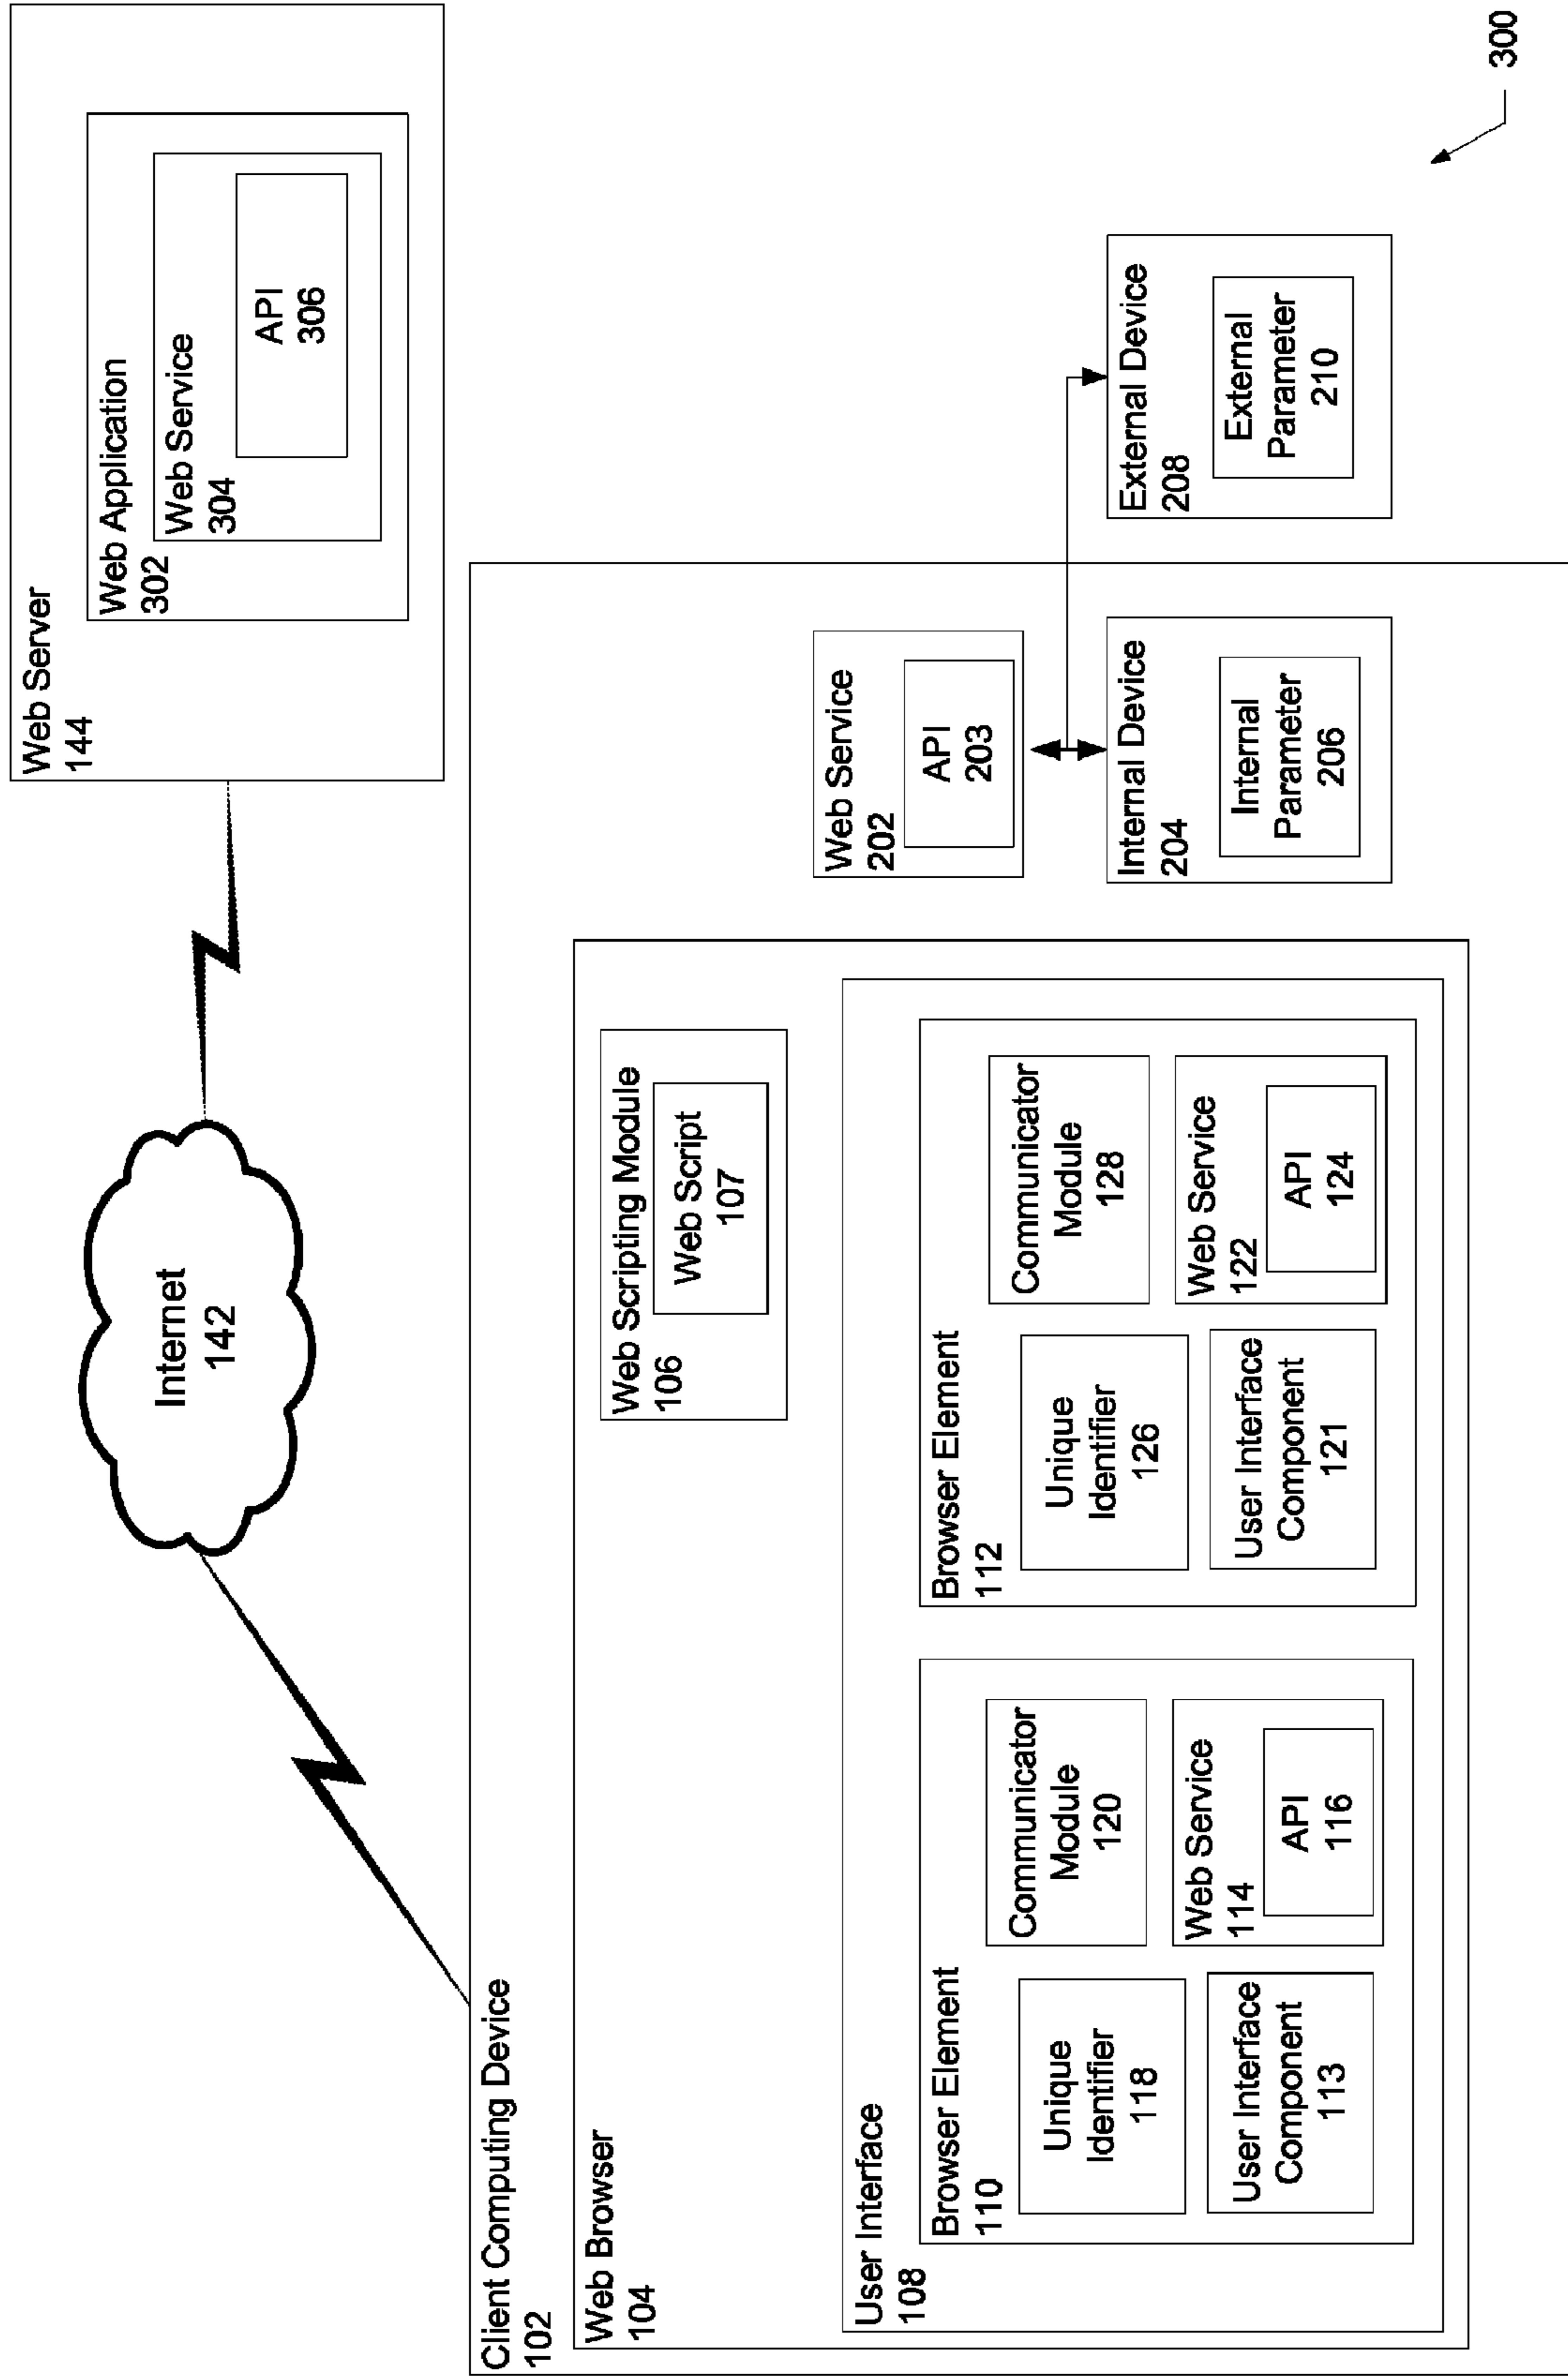 Web Server
144
Web Application
302
Web Service
304
API
306
Internet
142
Client Computing Device
102
Web Browser
104
Web Scripting Module
106
Web Script
107
User Interface
108
Browser Element
110
Unique
Identifier
118
Communicator
Module
120
User Interface
Component
113
Web Service
114
API
116
Browser Element
112
Unique
Identifier
126
Communicator
Module
128
User Interface
Component
121
Web Service
122
API
124
Web Service
202
API
203
Internal Device
204
Internal
Parameter
206
External Device
208
External
Parameter
210
300